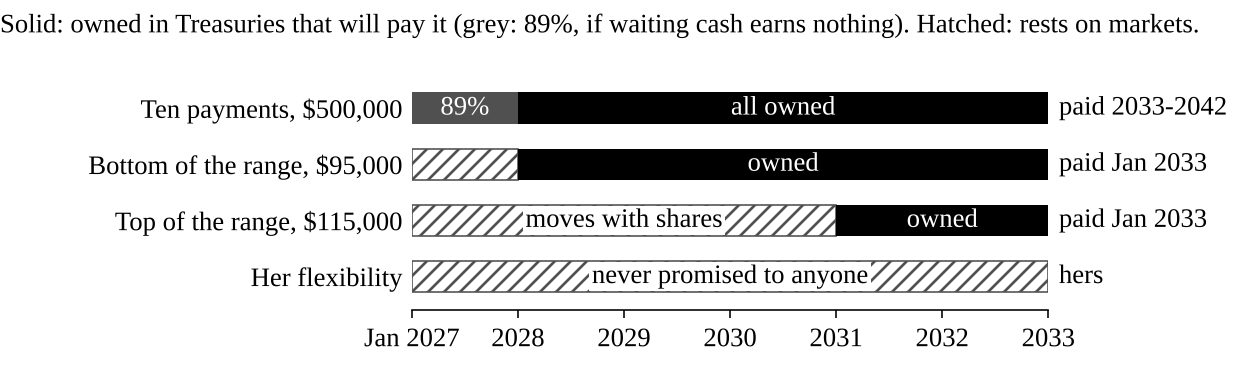 Solid: owned in Treasuries that will pay it (grey: 89%, if waiting cash earns nothing). Hatched: rests on markets.
Ten payments, $500,000 89% all owned paid 2033-2042
Bottom of the range, $95,000 owned paid Jan 2033
Top of the range, $115,000 moves with shares owned paid Jan 2033
Her flexibility never promised to anyone hers
Jan 2027 2028 2029 2030 2031 2032 2033